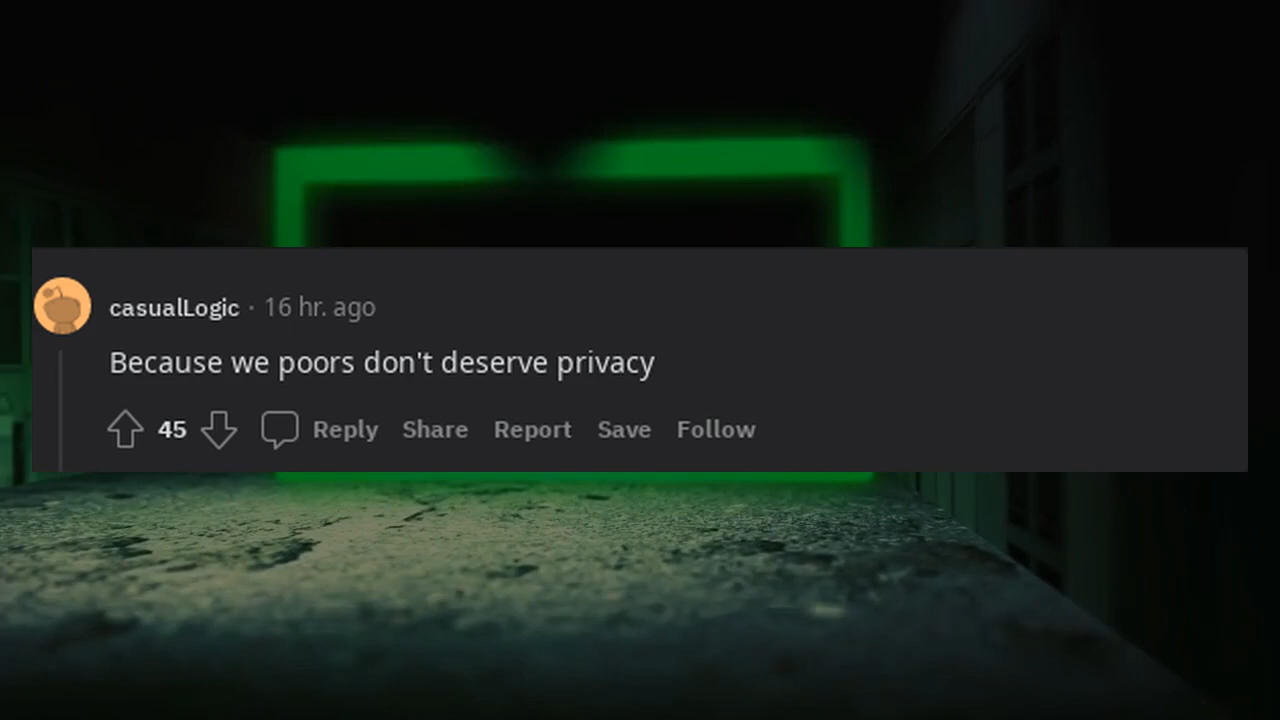 casualLogic · 16 hr. ago
Because we poors don't deserve privacy
45 Reply Share Report Save Follow